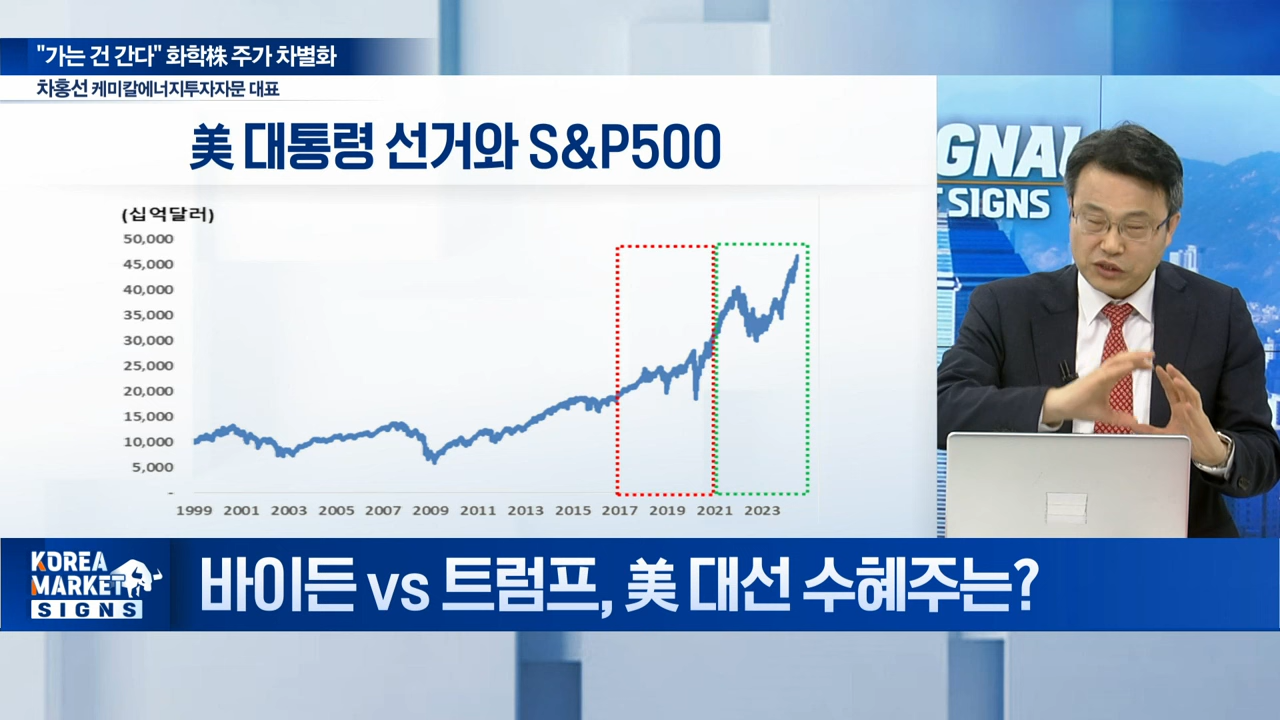 "가는 건 간다" 화학株 주가 차별화
차홍선 케미칼에너지투자자문 대표
美 대통령 선거와 S&P500
(십억달러)
50,000
45,000
40,000
35,000
30,000
25,000
20,000
15,000
10,000
5,000
-
1999 2001 2003 2005 2007 2009 2011 2013 2015 2017 2019 2021 2023
GNAL
SIGNS
KOREA
MARKET
SIGNS
바이든 vs 트럼프, 美 대선 수혜주는?